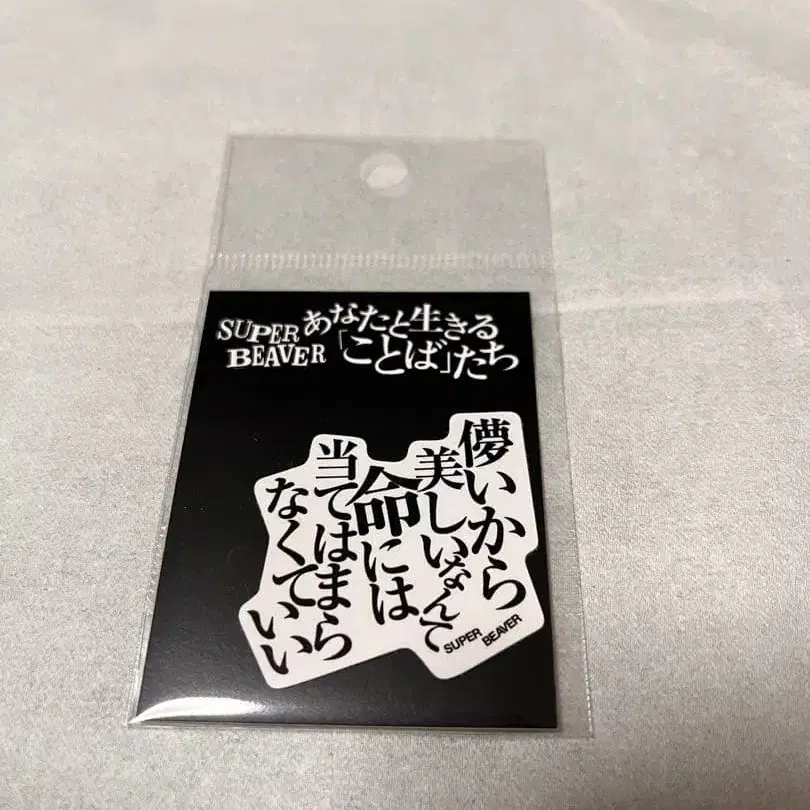 SUPER
BEAVER
あなたと生きる
「ことば」たち
儚いから
美しいなんて
命には
当てはまら
なくていい
SUPER BEAVER